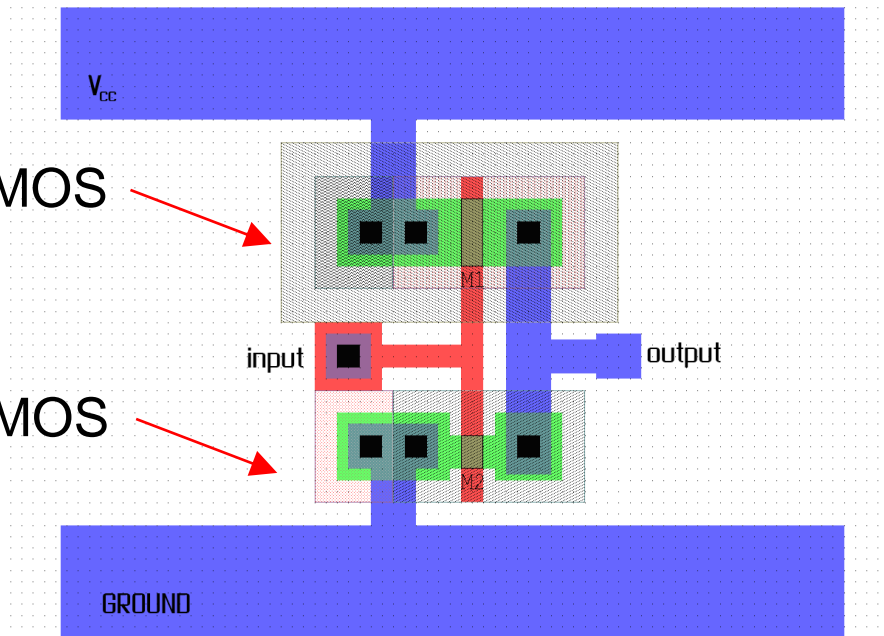 Vcc
MOS
M1
input
output
MOS
M2
GROUND